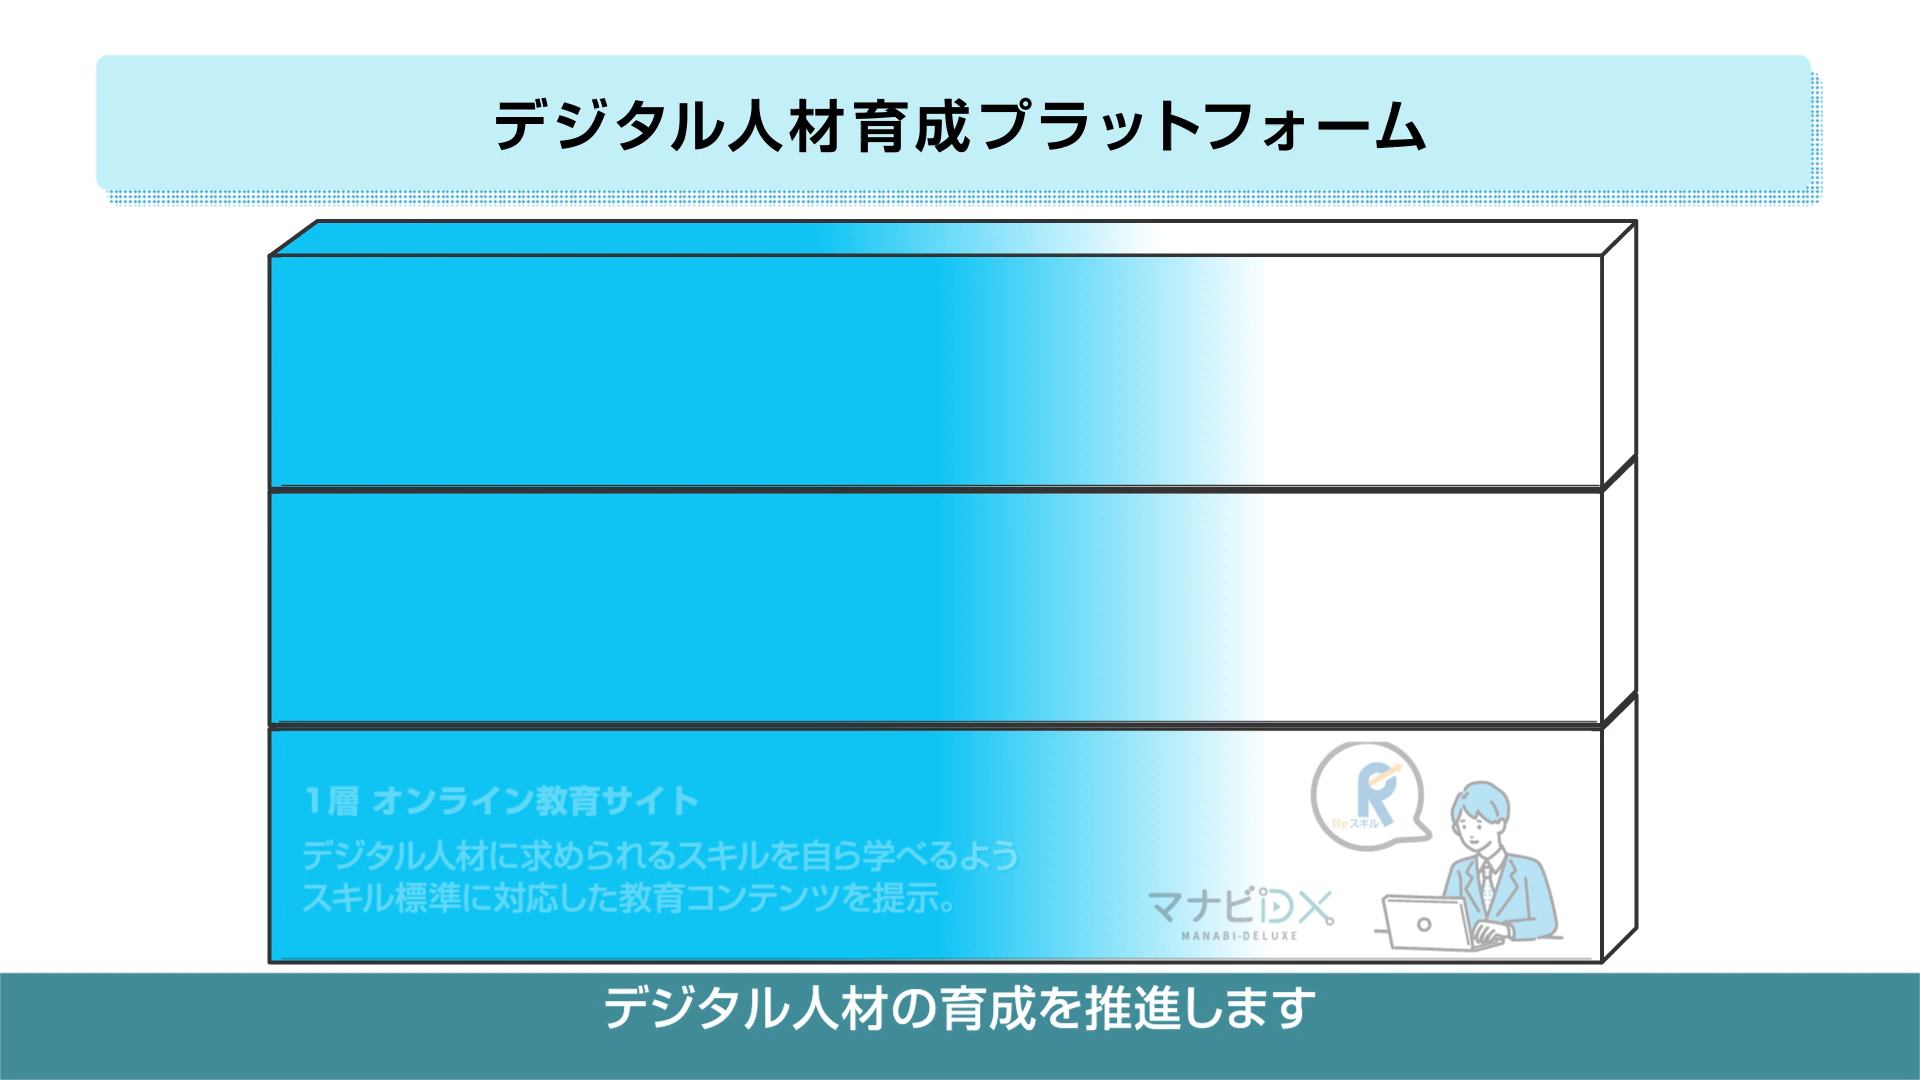 デジタル人材育成プラットフォーム
1層 オンライン教育サイト
デジタル人材に求められるスキルを自ら学べるよう
スキル標準に対応した教育コンテンツを提示。
Reスキル
マナビDX
MANABI-DELUXE
デジタル人材の育成を推進します